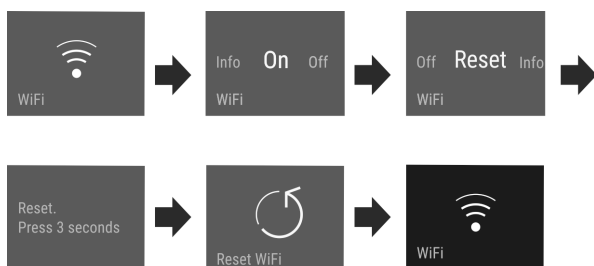 WiFi
Info On Off
WiFi
Off Reset Info
WiFi
Reset.
Press 3 seconds
Reset WiFi
WiFi